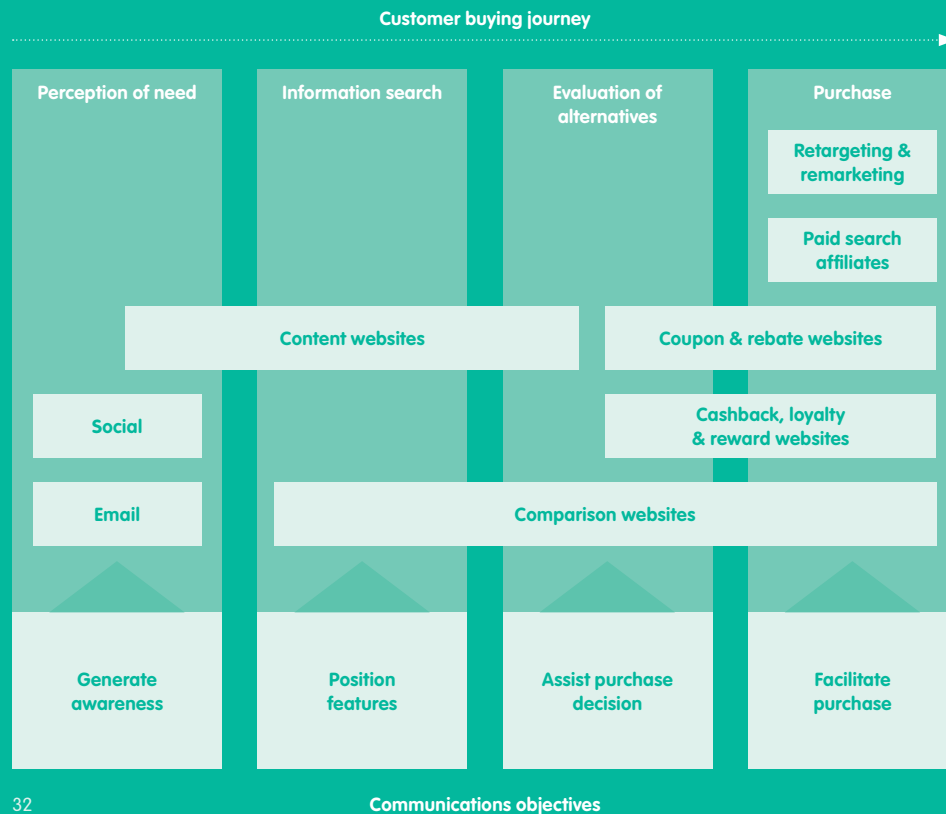 Customer buying journey
Perception of need
Information search
Evaluation of
alternatives
Purchase
Retargeting &
remarketing
Paid search
affiliates
Content websites
Coupon & rebate websites
Social
Cashback, loyalty
& reward websites
Email
Comparison websites
Generate
awareness
Position
features
Assist purchase
decision
Facilitate
purchase
32
Communications objectives